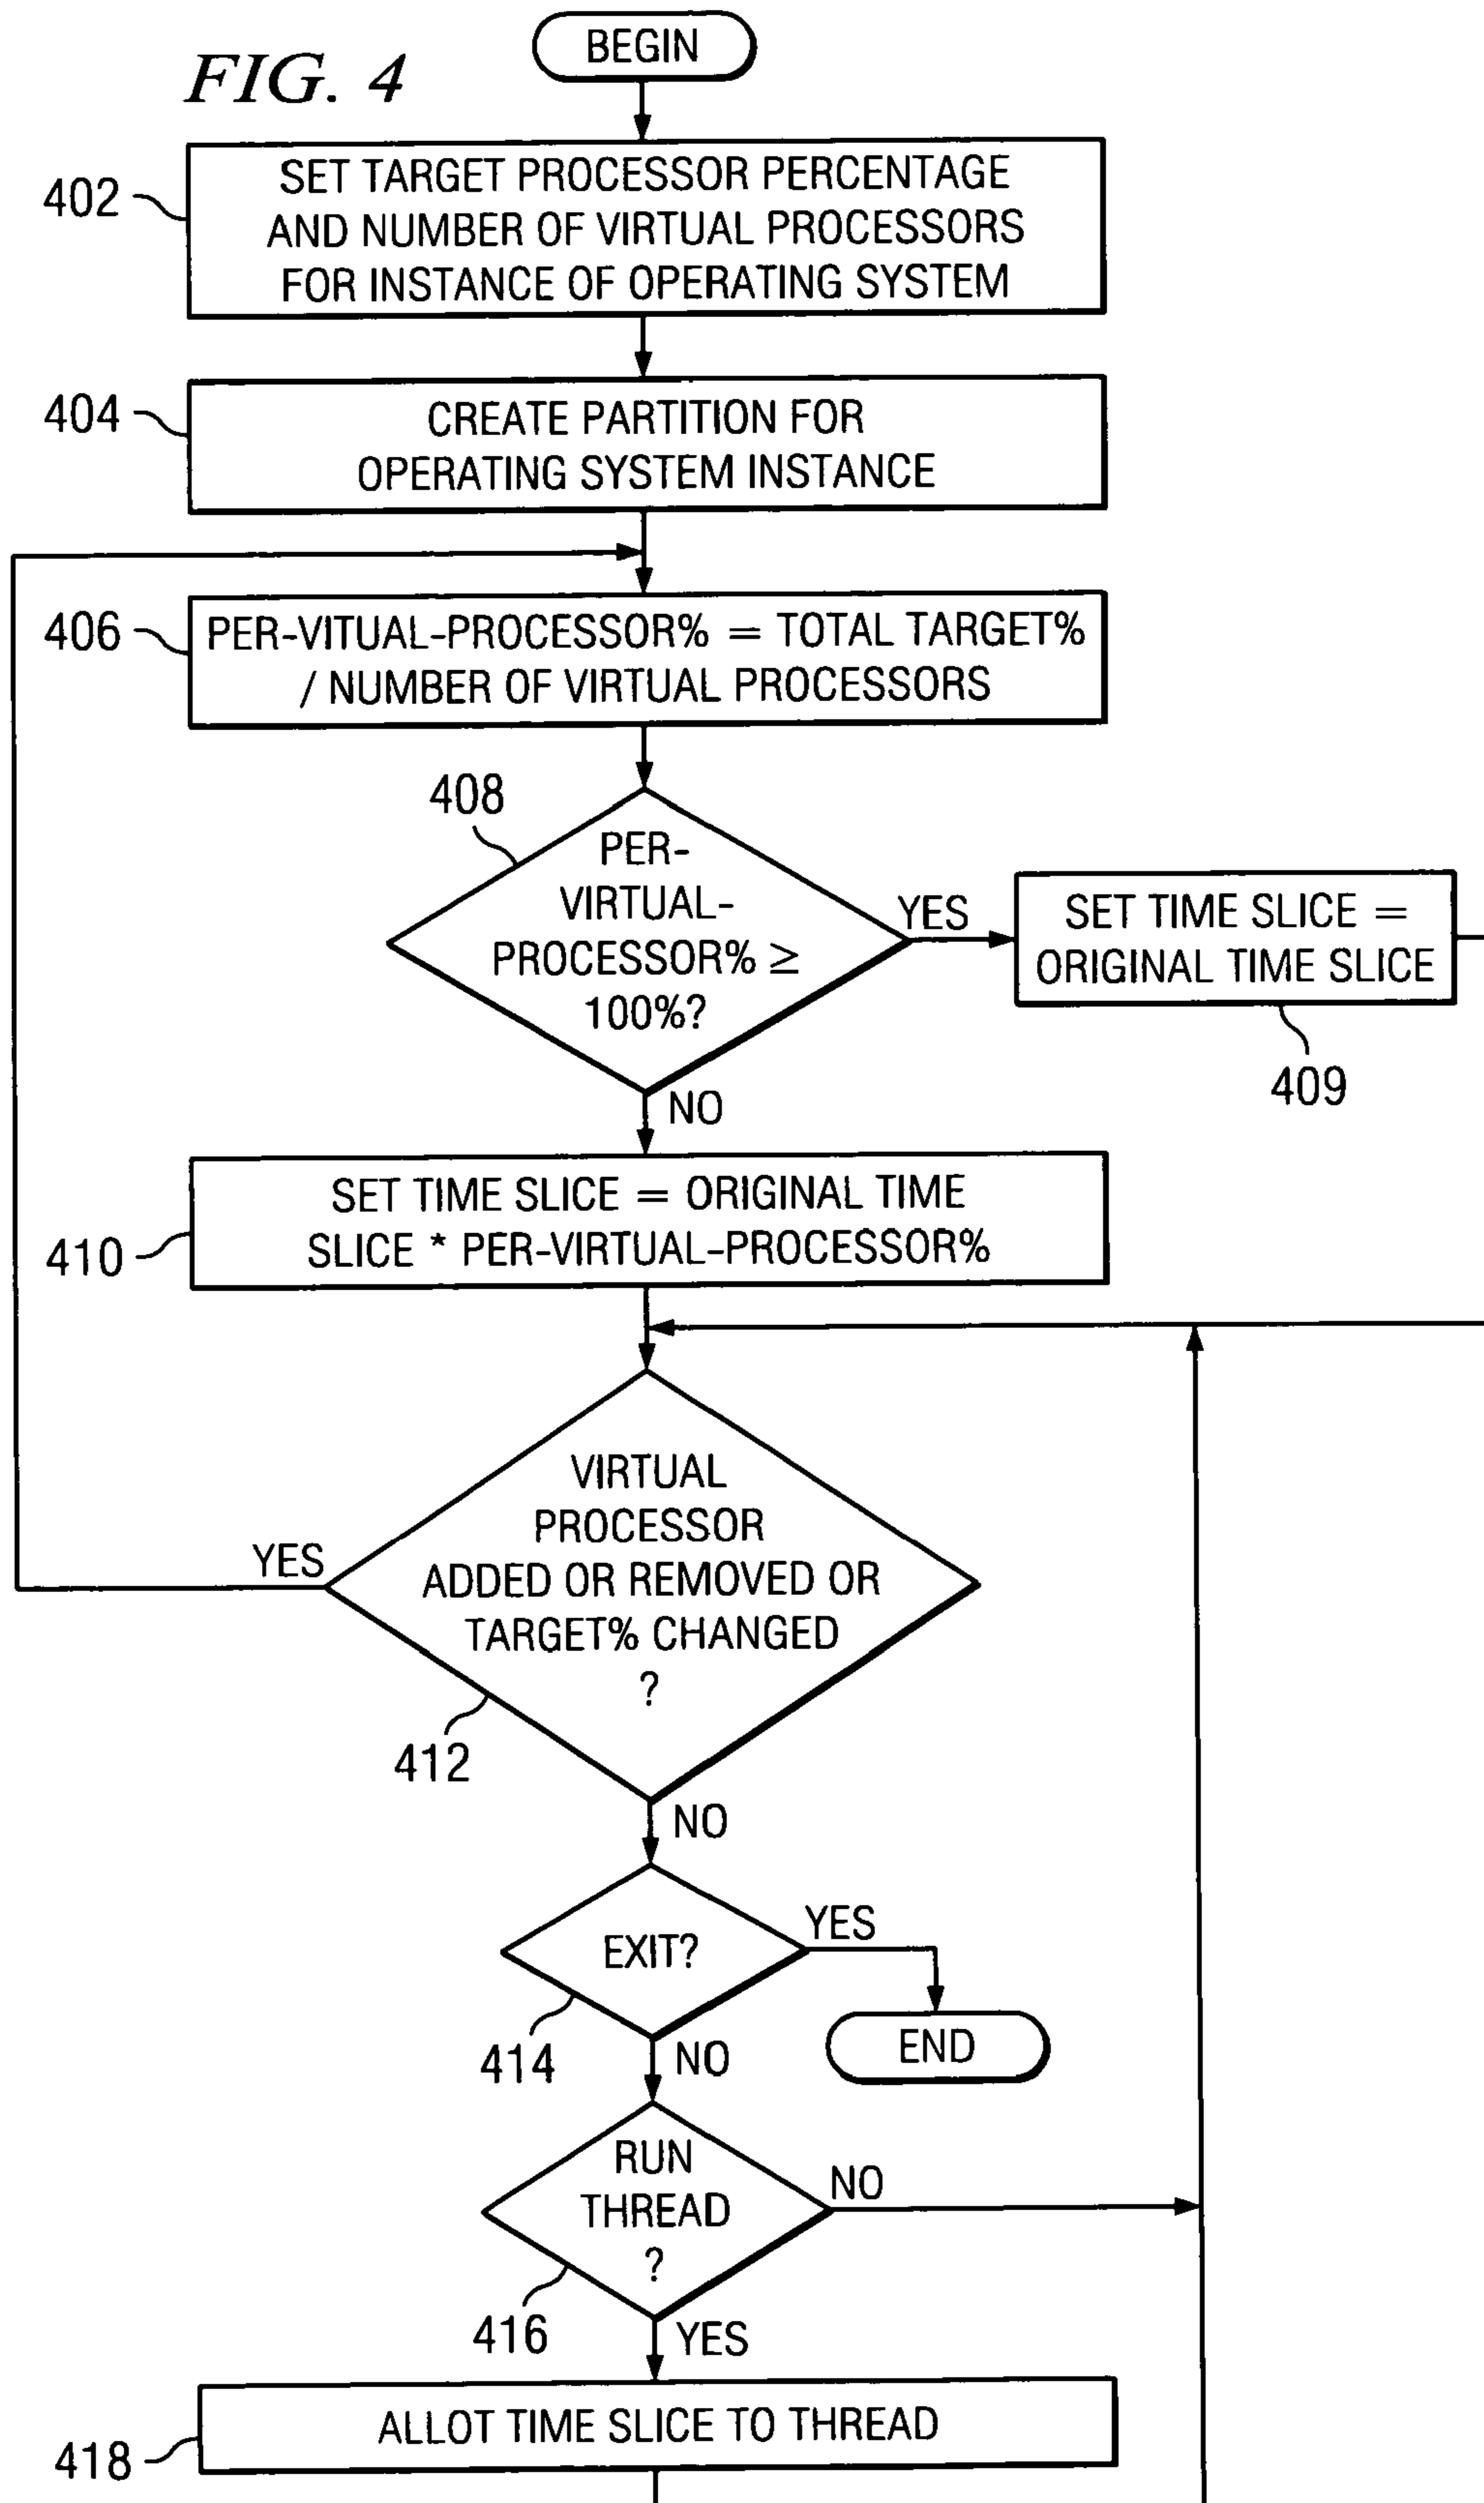 FIG. 4
BEGIN
402
SET TARGET PROCESSOR PERCENTAGE
AND NUMBER OF VIRTUAL PROCESSORS
FOR INSTANCE OF OPERATING SYSTEM
404
CREATE PARTITION FOR
OPERATING SYSTEM INSTANCE
406
PER-VITUAL-PROCESSOR% = TOTAL TARGET%
/ NUMBER OF VIRTUAL PROCESSORS
408
PER-
VIRTUAL-
PROCESSOR% ≥
100%?
YES
SET TIME SLICE =
ORIGINAL TIME SLICE
409
NO
410
SET TIME SLICE = ORIGINAL TIME
SLICE * PER-VIRTUAL-PROCESSOR%
VIRTUAL
PROCESSOR
ADDED OR REMOVED OR
TARGET% CHANGED
?
YES
412
NO
EXIT?
YES
END
414
NO
RUN
THREAD
?
NO
416
YES
ALLOT TIME SLICE TO THREAD
418